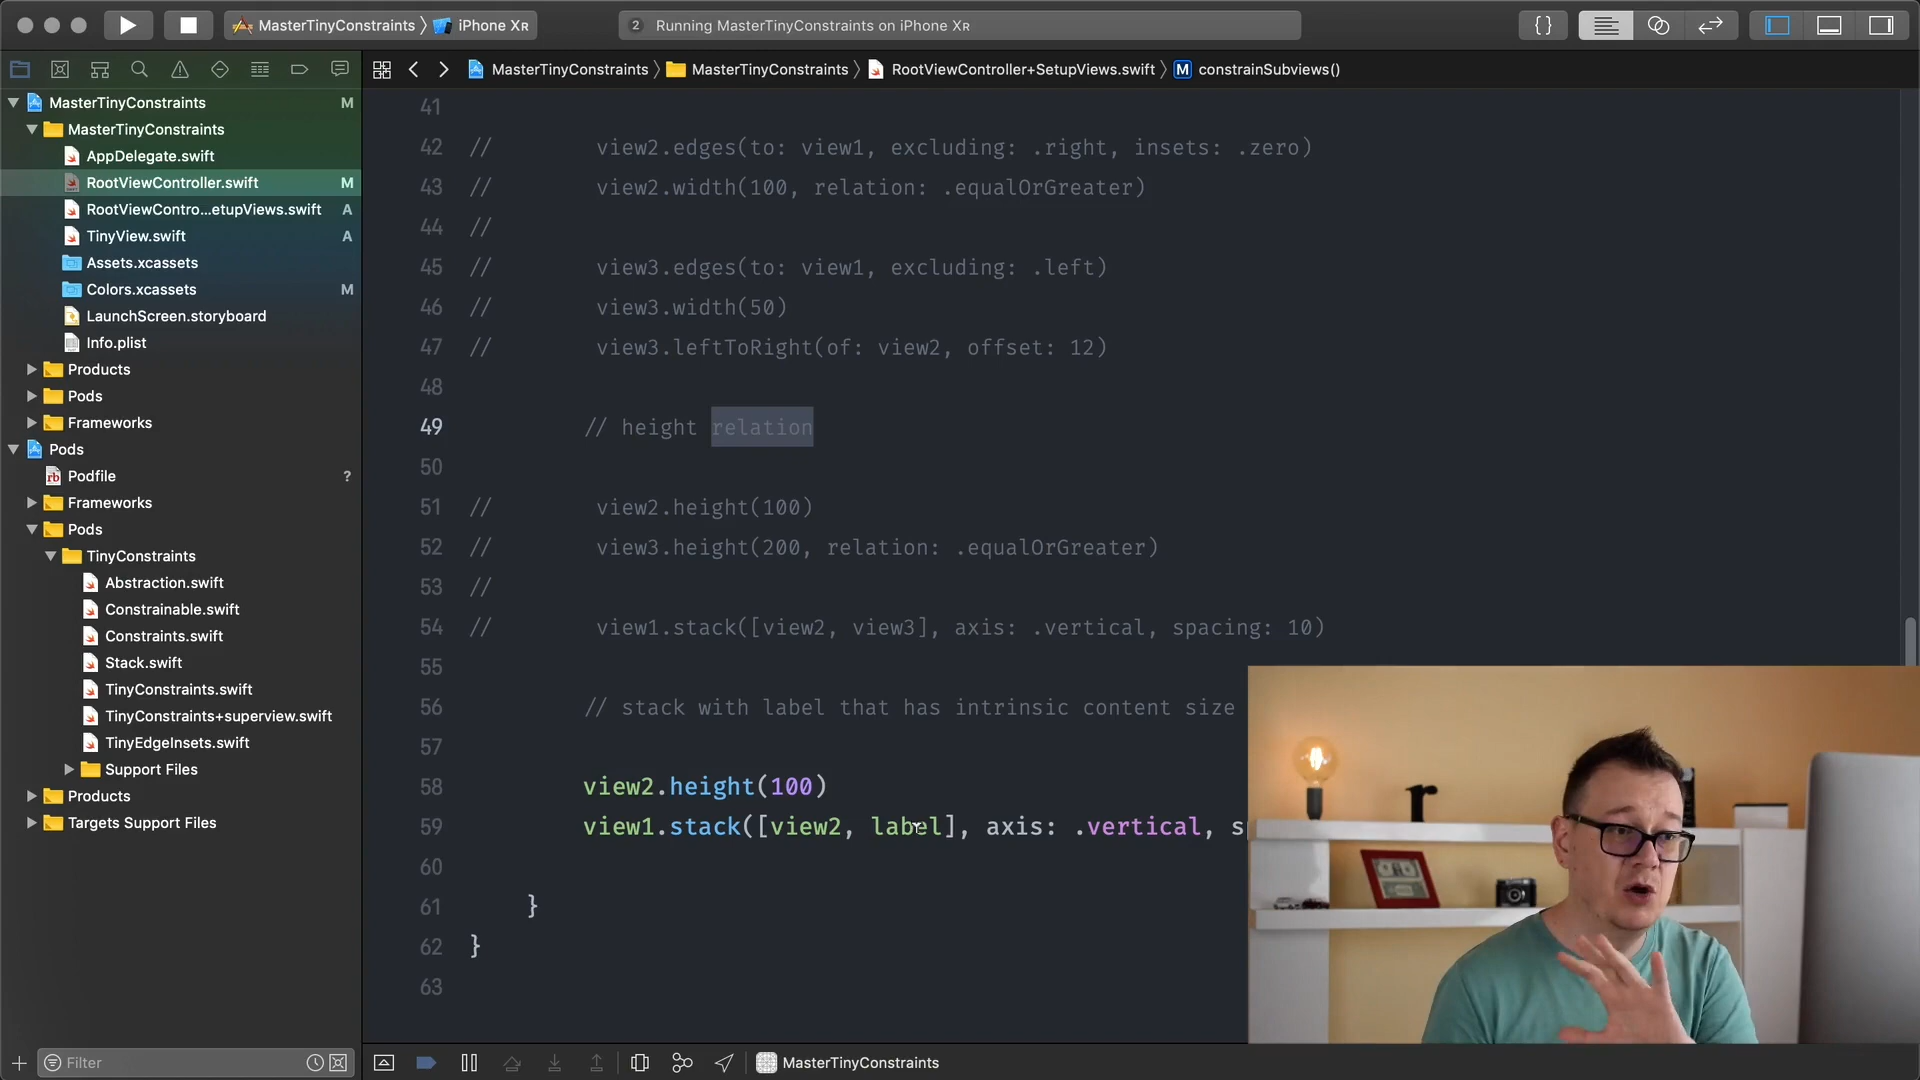 MasterTinyConstraints
iPhone XR
2 Running MasterTinyConstraints on iPhone XR
{}
MasterTinyConstraints
MasterTinyConstraints
RootViewController+SetupViews.swift
M constrainSubviews()
MasterTinyConstraints M
MasterTinyConstraints
AppDelegate.swift
RootViewController.swift M
RootViewContro...etupViews.swift A
TinyView.swift A
Assets.xcassets
Colors.xcassets M
LaunchScreen.storyboard
Info.plist
Products
Pods
Frameworks
Pods
rb Podfile ?
Frameworks
Pods
TinyConstraints
Abstraction.swift
Constrainable.swift
Constraints.swift
Stack.swift
TinyConstraints.swift
TinyConstraints+superview.swift
TinyEdgeInsets.swift
Support Files
Products
Targets Support Files
Filter
41
42 // view2.edges(to: view1, excluding: .right, insets: .zero)
43 // view2.width(100, relation: .equalOrGreater)
44 //
45 // view3.edges(to: view1, excluding: .left)
46 // view3.width(50)
47 // view3.leftToRight(of: view2, offset: 12)
48
49 // height relation
50
51 // view2.height(100)
52 // view3.height(200, relation: .equalOrGreater)
53 //
54 // view1.stack([view2, view3], axis: .vertical, spacing: 10)
55
56 // stack with label that has intrinsic content size
57
58 view2.height(100)
59 view1.stack([view2, label], axis: .vertical, s
60
61 }
62 }
63
MasterTinyConstraints